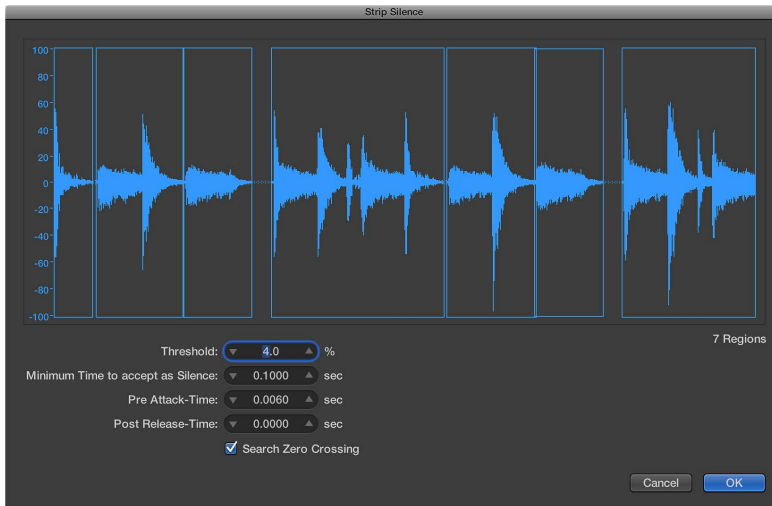 Strip Silence
100
80
60
40
20
0
-20
-40
-60
-80
-100
7 Regions
Threshold: 4.0 %
Minimum Time to accept as Silence: 0.1000 sec
Pre Attack-Time: 0.0060 sec
Post Release-Time: 0.0000 sec
Search Zero Crossing
Cancel OK